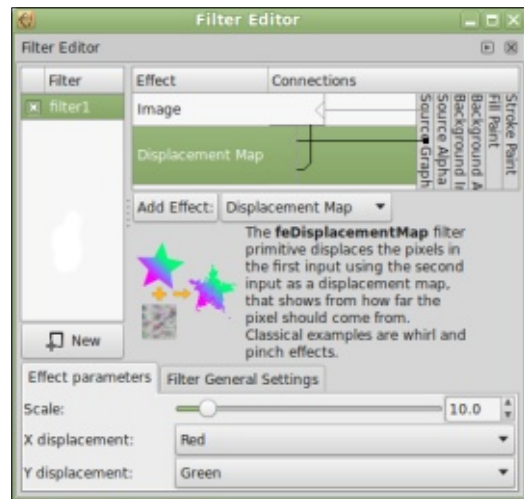 Filter Editor
Filter Editor
Filter
Effect
Connections
filter1
Image
Displacement Map
Source Graph
Source Alpha
Background Im
Background A
Fill Paint
Stroke Paint
Add Effect:
Displacement Map
The feDisplacementMap filter
primitive displaces the pixels in
the first input using the second
input as a displacement map,
that shows from how far the
pixel should come from.
Classical examples are whirl and
pinch effects.
New
Effect parameters
Filter General Settings
Scale:
10.0
X displacement:
Red
Y displacement:
Green